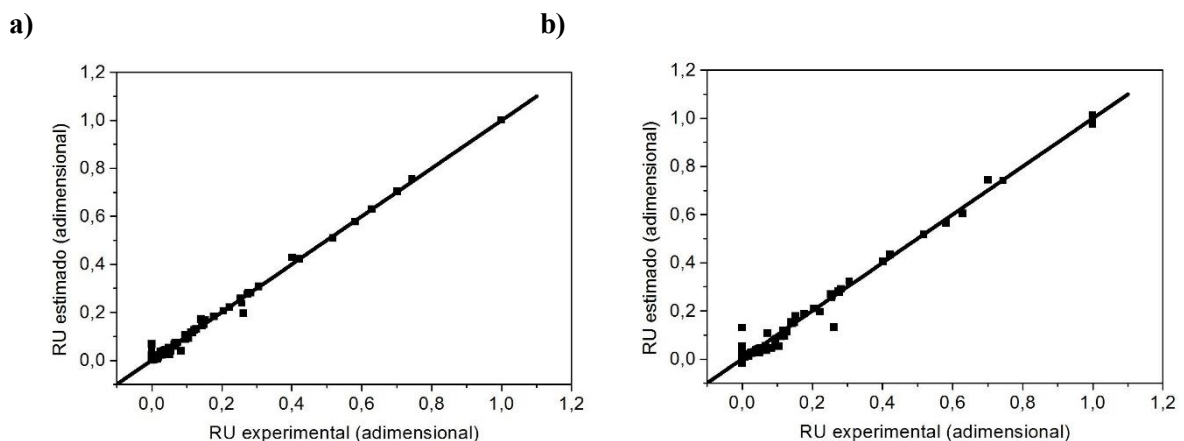 a)
b)
1,2
1,0
0,8
0,6
0,4
0,2
0,0
RU estimado (adimensional)
0,0 0,2 0,4 0,6 0,8 1,0 1,2
RU experimental (adimensional)
1,2
1,0
0,8
0,6
0,4
0,2
0,0
RU estimado (adimensional)
0,0 0,2 0,4 0,6 0,8 1,0 1,2
RU experimental (adimensional)